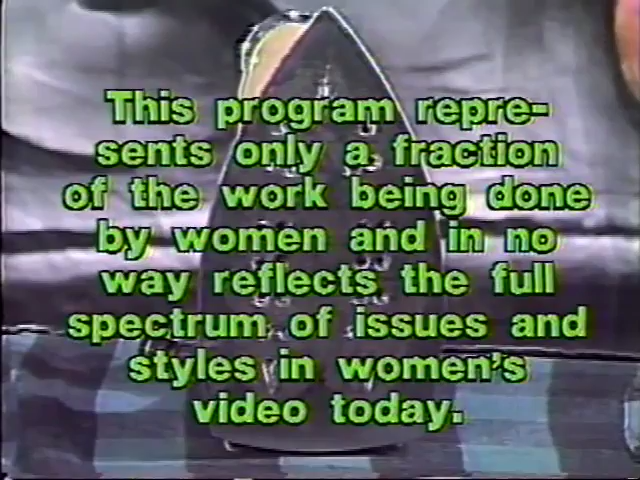 This program repre-
sents only a fraction
of the work being done
by women and in no
way reflects the full
spectrum of issues and
styles in women's
video today.